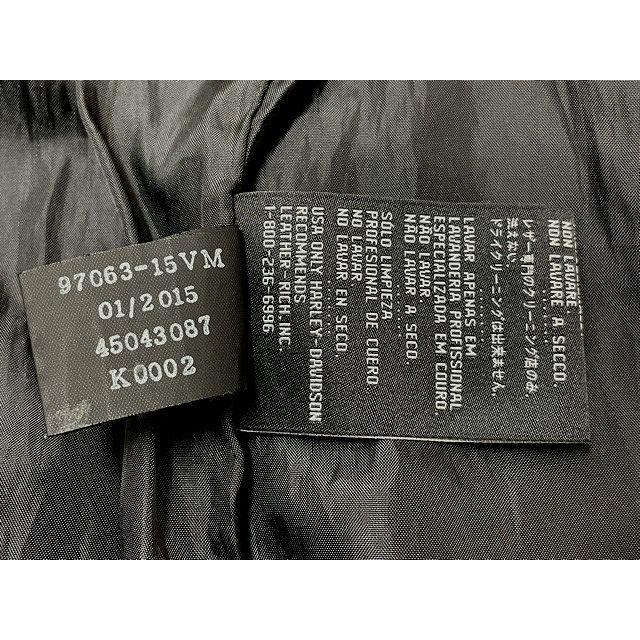 97063-15VM
01/2015
45043087
K0002
NON LAVARE.
NON LAVARE A SECCO.
レザー専門のクリーニング店のみ。
洗えない。
ドライクリーニングは出来ません。
LAVAR APENAS EM
LAVANDERIA PROFISSIONAL
ESPECIALIZADA EM COURO.
NÃO LAVAR
NÃO LAVAR A SECO.
SÓLO LIMPIEZA
PROFESIONAL DE CUERO.
NO LAVAR
NO LAVAR EN SECO.
USA ONLY HARLEY-DAVIDSON
RECOMMENDS
LEATHER-RICH, INC.
1-800-236-6996